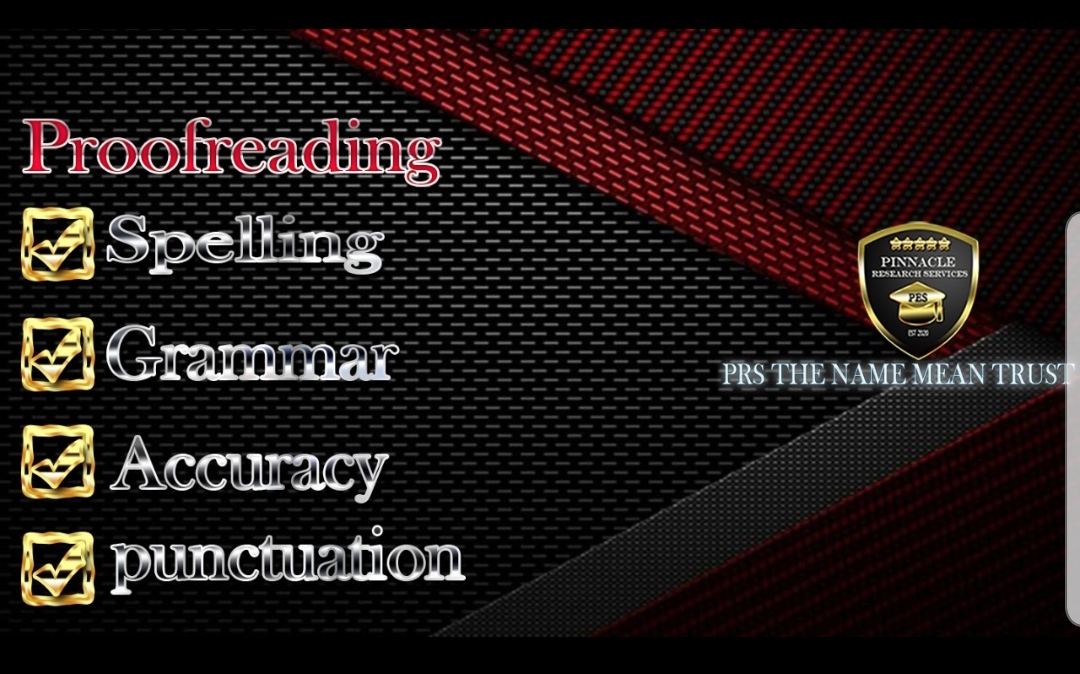 Proofreading
Spelling
Grammar
Accuracy
punctuation
PINNACLE
RESEARCH SERVICES
PES
EST 2020
PRS THE NAME MEAN TRUST